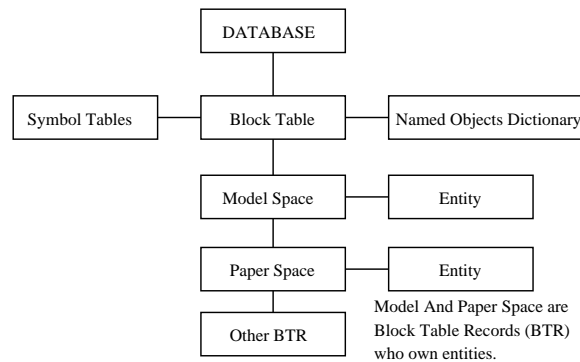 DATABASE
Symbol Tables
Block Table
Named Objects Dictionary
Model Space
Entity
Paper Space
Entity
Other BTR
Model And Paper Space are
Block Table Records (BTR)
who own entities.